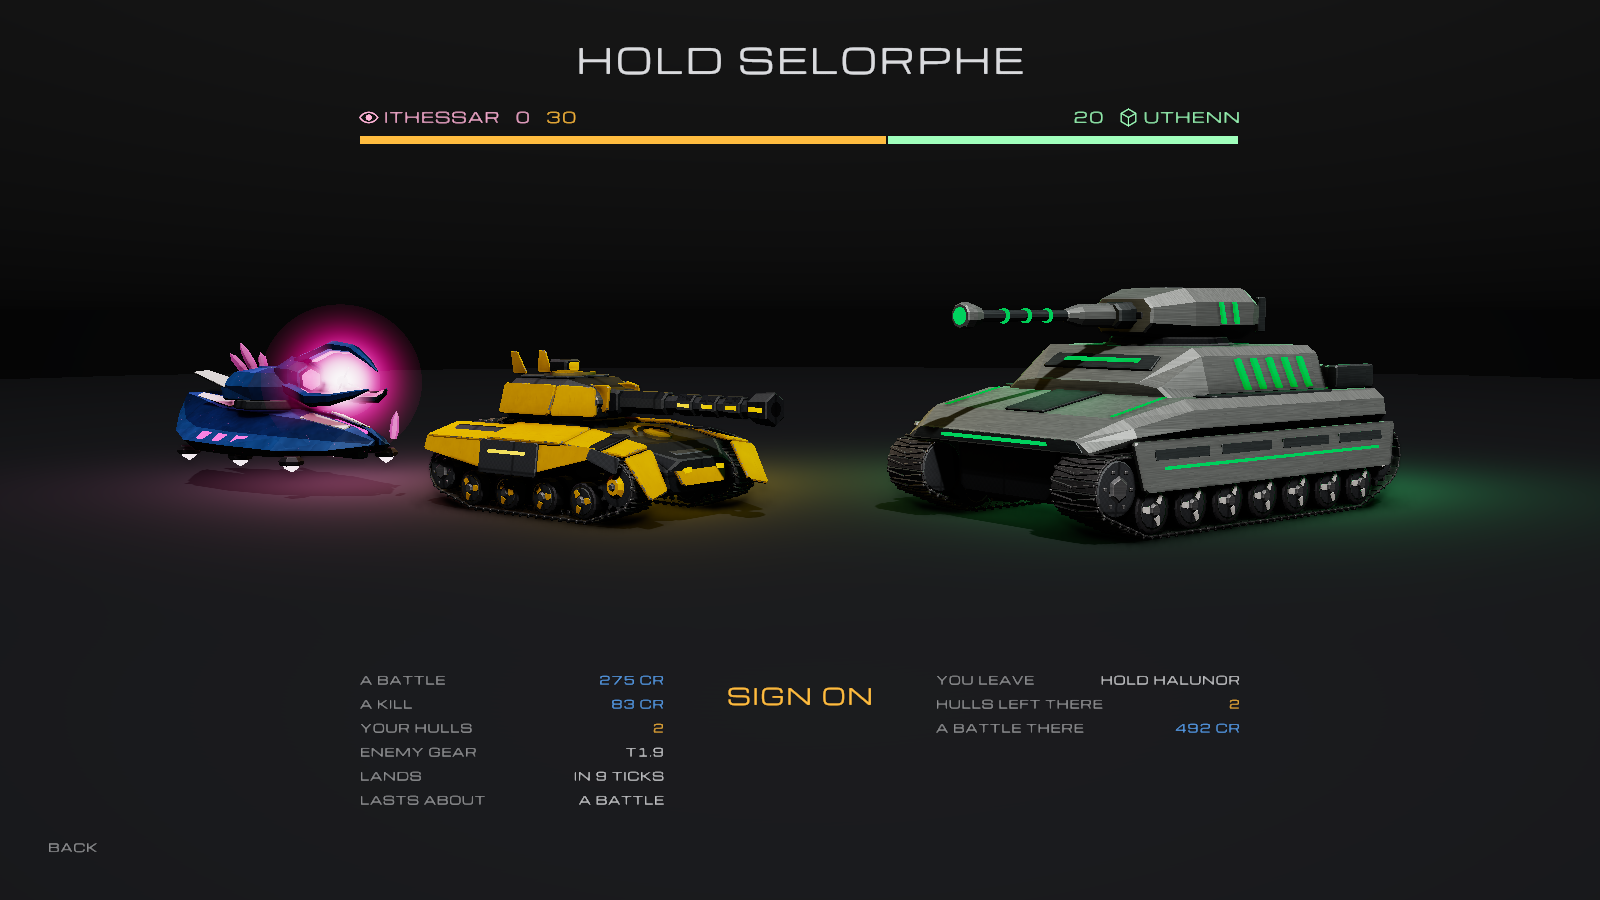 HOLD SELORPHE
ITHESSAR 0 30
20 UTHENN
A BATTLE 275 CR
A KILL 83 CR
YOUR HULLS 2
ENEMY GEAR T1.9
LANDS IN 9 TICKS
LASTS ABOUT A BATTLE
SIGN ON
YOU LEAVE HOLD HALUNOR
HULLS LEFT THERE 2
A BATTLE THERE 492 CR
BACK